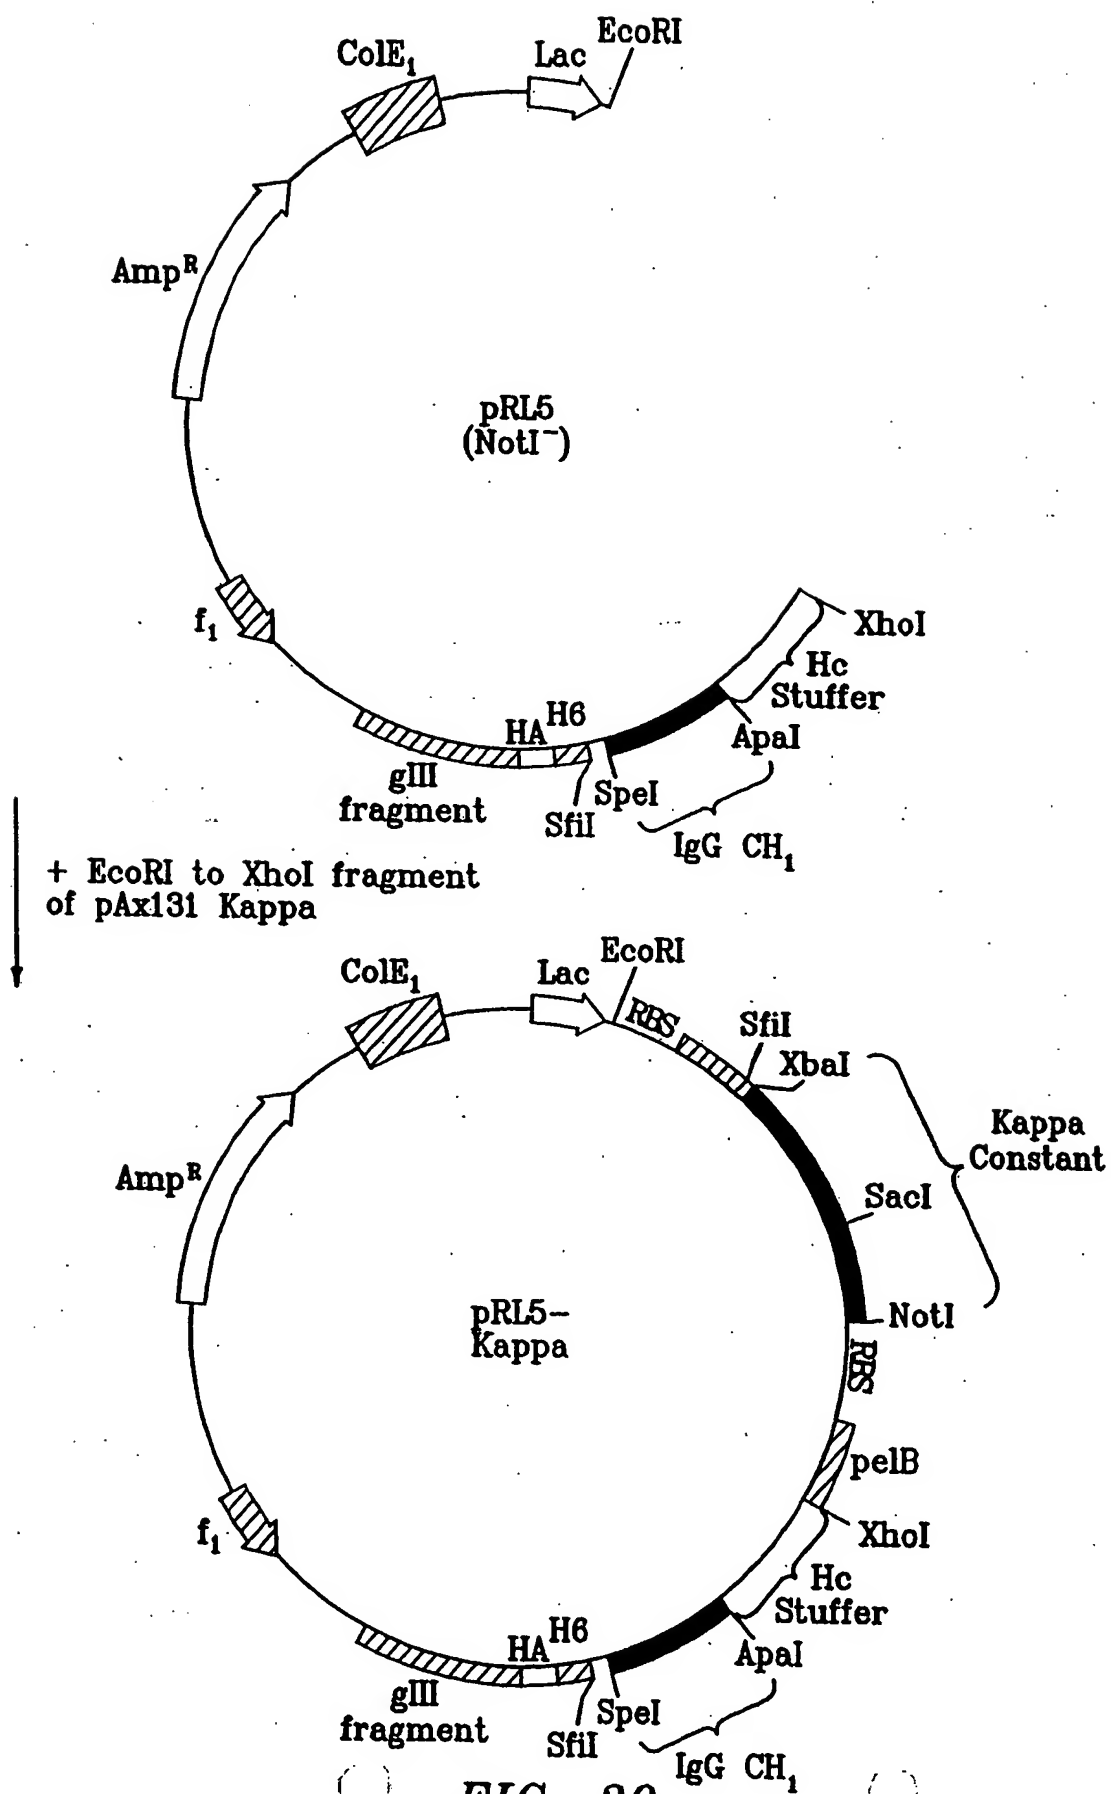 EcoRI
ColE₁
Lac
Ampᴿ
pRL5
(NotI⁻)
XhoI
f₁
Hc
Stuffer
ApaI
HA
H6
gIII
fragment
SfiI
SpeI
IgG CH₁
+ EcoRI to XhoI fragment
of pAx131 Kappa
EcoRI
ColE₁
Lac
RBS
SfiI
XbaI
Kappa
Constant
Ampᴿ
SacI
pRL5–
Kappa
NotI
RBS
pelB
XhoI
f₁
Hc
Stuffer
ApaI
HA
H6
gIII
fragment
SfiI
SpeI
IgG CH₁